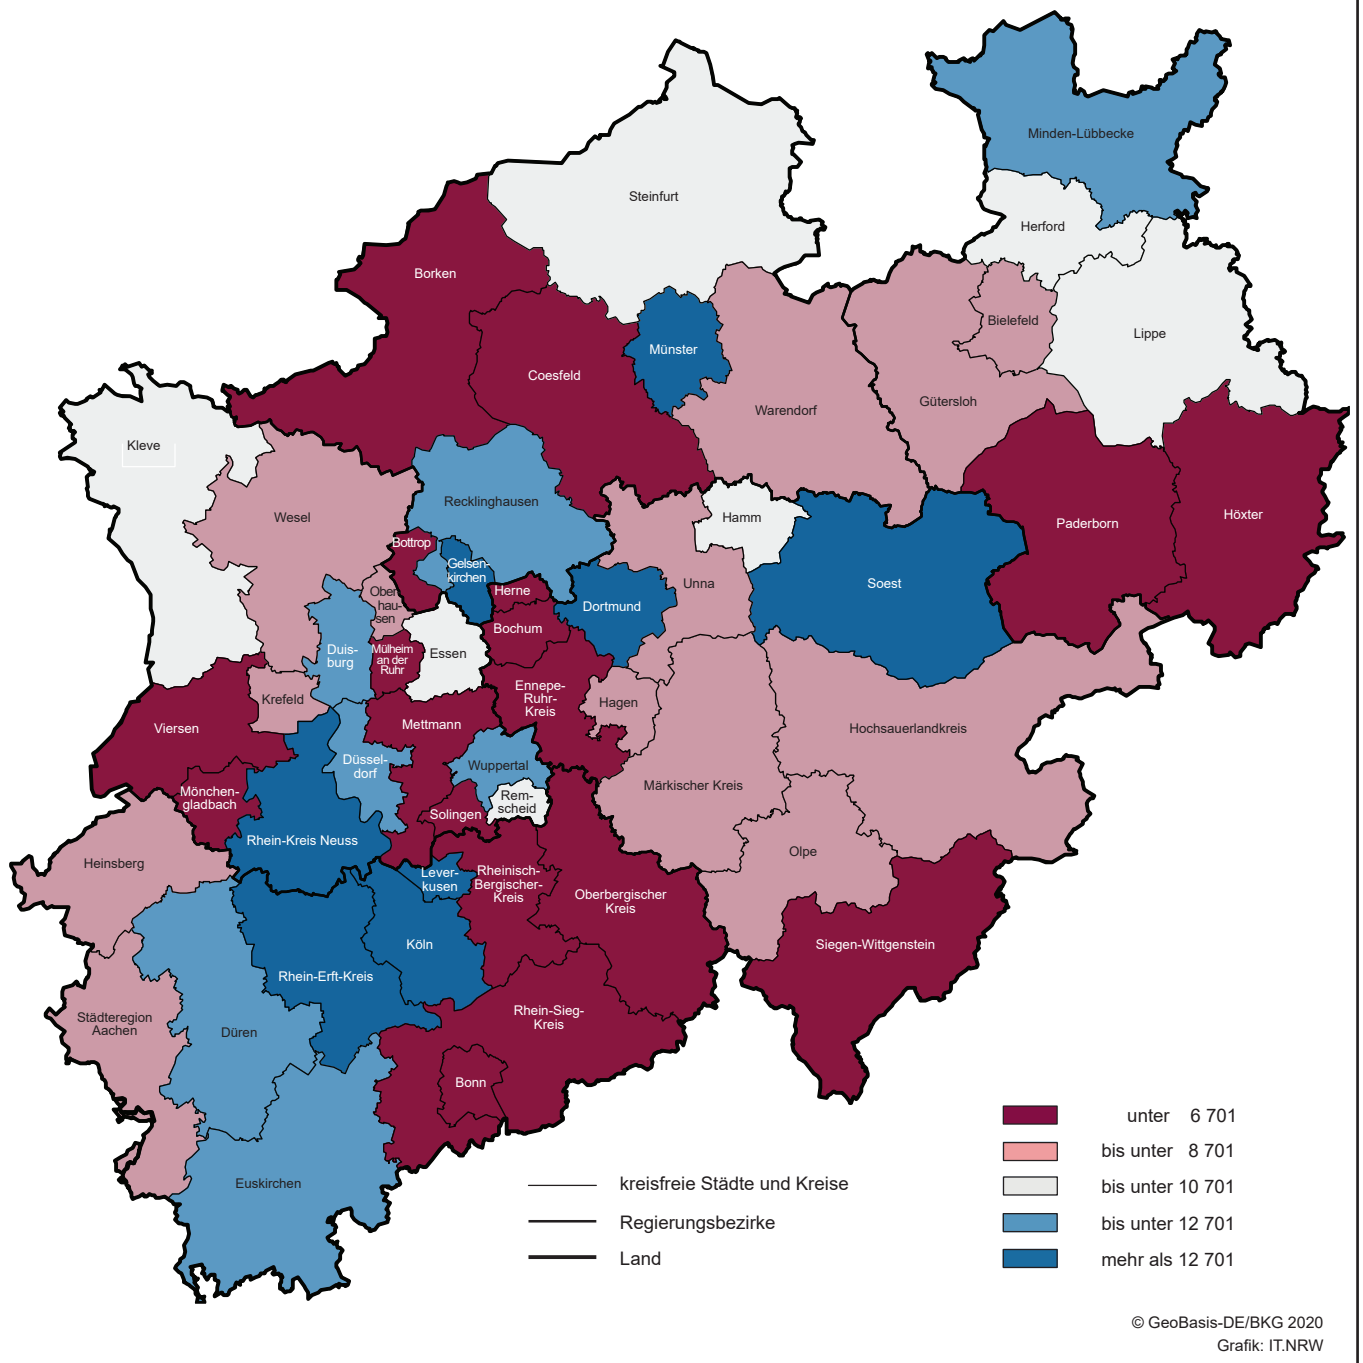 Minden-Lübbecke
Steinfurt
Herford
Borken
Bielefeld
Lippe
Münster
Coesfeld
Gütersloh
Warendorf
Kleve
Recklinghausen
Wesel
Hamm
Höxter
Paderborn
Bottrop
Gelsen-
kirchen
Soest
Unna
Herne
Ober
hau-
sen
Dortmund
Bochum
Duis-
burg
Mülheim
an der
Ruhr
Essen
Ennepe-
Ruhr-
Kreis
Krefeld
Hagen
Viersen
Mettmann
Hochsauerlandkreis
Düssel-
dorf
Wuppertal
Märkischer Kreis
Mönchen-
gladbach
Rem-
scheid
Solingen
Rhein-Kreis Neuss
Olpe
Heinsberg
Lever-
kusen
Rheinisch-
Bergischer-
Kreis
Oberbergischer
Kreis
Köln
Siegen-Wittgenstein
Rhein-Erft-Kreis
Städteregion
Aachen
Düren
Rhein-Sieg-
Kreis
Bonn
Euskirchen
unter 6 701
bis unter 8 701
bis unter 10 701
bis unter 12 701
mehr als 12 701
kreisfreie Städte und Kreise
Regierungsbezirke
Land
© GeoBasis-DE/BKG 2020
Grafik: IT.NRW